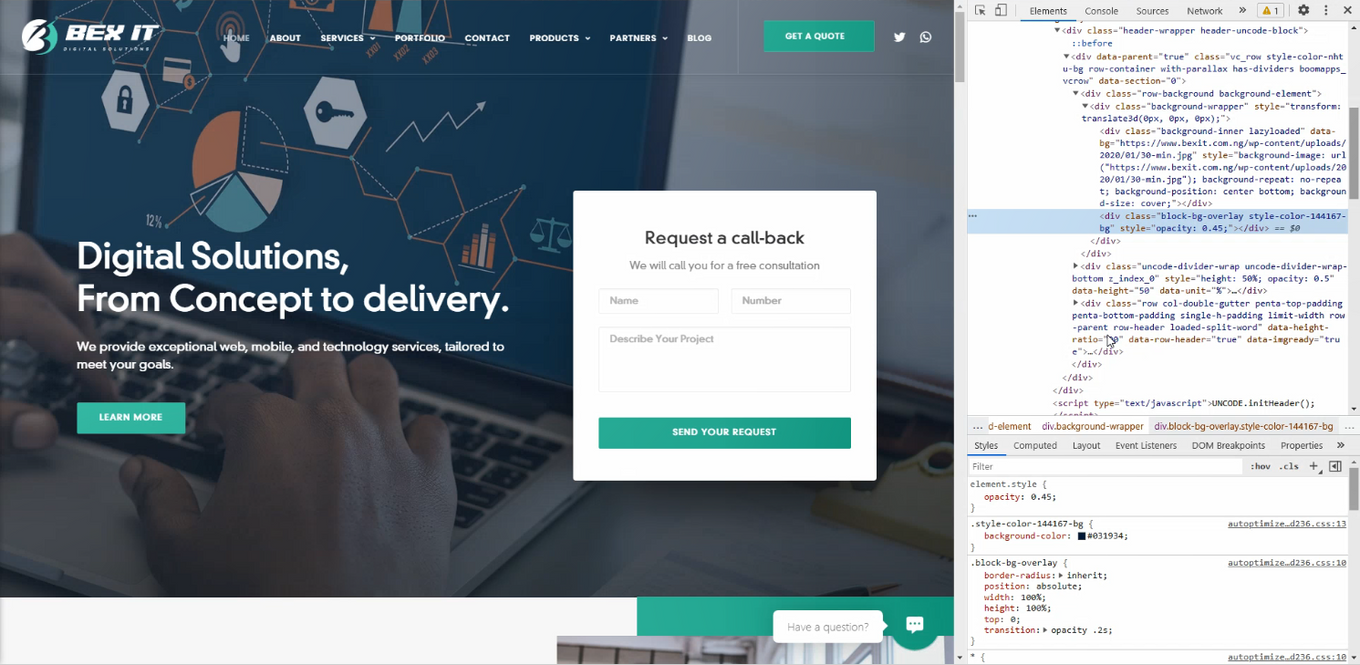 BEX IT
DIGITAL SOLUTIONS
HOME
ABOUT
SERVICES
PORTFOLIO
CONTACT
PRODUCTS
PARTNERS
BLOG
GET A QUOTE
XX01
XX02
XX03
12%
Digital Solutions,
From Concept to delivery.
We provide exceptional web, mobile, and technology services, tailored to
meet your goals.
LEARN MORE
Request a call-back
We will call you for a free consultation
Name
Number
Describe Your Project
SEND YOUR REQUEST
Have a question?
Elements Console Sources Network » 1
<div class="header-wrapper header-uncode-block">
::before
<div data-parent="true" class="vc_row style-color-nht
u-bg row-container with-parallax has-dividers boomapps_
vcrow" data-section="0">
<div class="row-background background-element">
<div class="background-wrapper" style="transform:
translate3d(0px, 0px, 0px);">
<div class="background-inner lazyloaded" data-
bg="https://www.bexit.com.ng/wp-content/uploads/
2020/01/30-min.jpg" style="background-image: url
("https://www.bexit.com.ng/wp-content/uploads/20
20/01/30-min.jpg"); background-repeat: no-repea
t; background-position: center bottom; backgroun
d-size: cover;"></div>
<div class="block-bg-overlay style-color-144167-
bg" style="opacity: 0.45;"></div> == $0
</div>
</div>
<div class="uncode-divider-wrap uncode-divider-wrap-
bottom z_index_0" style="height: 50%; opacity: 0.5"
data-height="50" data-unit="%">…</div>
<div class="row col-double-gutter penta-top-padding
penta-bottom-padding single-h-padding limit-width row
-parent row-header loaded-split-word" data-height-
data-row-header="true" data-imgready="tru
e">…</div>
</div>
</div>
</div>
<script type="text/javascript">UNCODE.initHeader();
… d-element div.background-wrapper div.block-bg-overlay.style-color-144167-bg …
Styles Computed Layout Event Listeners DOM Breakpoints Properties »
Filter :hov .cls +
element.style {
opacity: 0.45;
}
.style-color-144167-bg { autoptimize…d236.css:13
background-color: #031934;
}
.block-bg-overlay { autoptimize…d236.css:10
border-radius: inherit;
position: absolute;
width: 100%;
height: 100%;
top: 0;
transition: opacity .2s;
}
* { autoptimize…d236.css:10